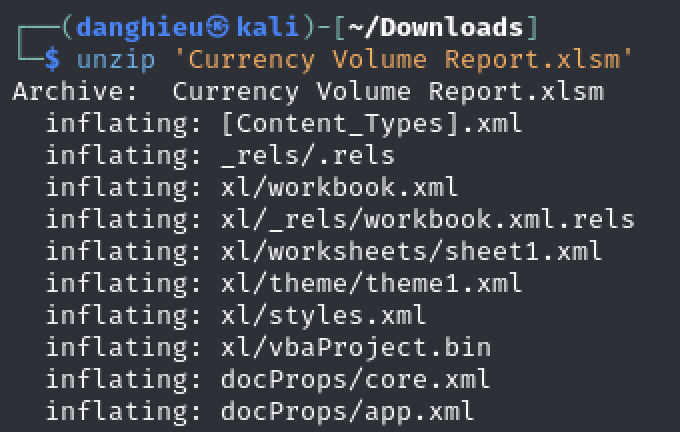 ┌──(danghieu㉿kali)-[~/Downloads]
└─$ unzip 'Currency Volume Report.xlsm'
Archive:  Currency Volume Report.xlsm
  inflating: [Content_Types].xml
  inflating: _rels/.rels
  inflating: xl/workbook.xml
  inflating: xl/_rels/workbook.xml.rels
  inflating: xl/worksheets/sheet1.xml
  inflating: xl/theme/theme1.xml
  inflating: xl/styles.xml
  inflating: xl/vbaProject.bin
  inflating: docProps/core.xml
  inflating: docProps/app.xml